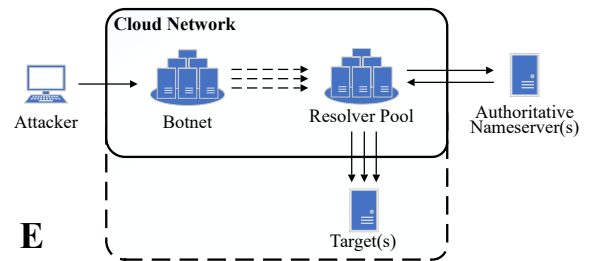 Cloud Network
Attacker
Botnet
Resolver Pool
Authoritative
Nameserver(s)
E
Target(s)